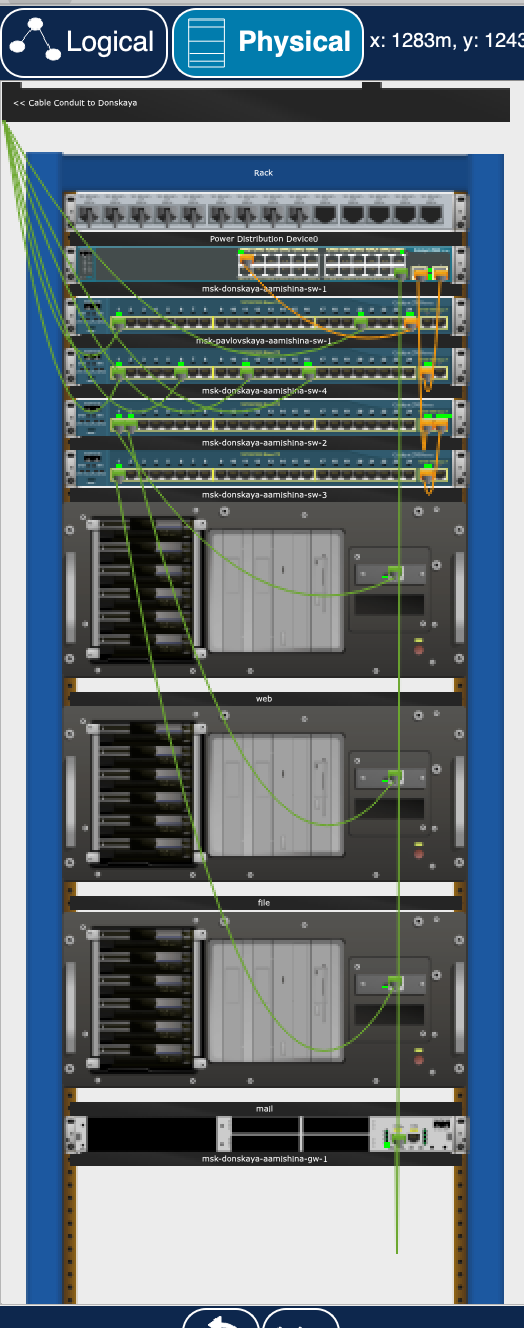 Logical
Physical
x: 1283m, y: 1243
<< Cable Conduit to Donskaya
Rack
Power Distribution Device0
msk-donskaya-aamishina-sw-1
msk-pavlovskaya-aamishina-sw-1
msk-donskaya-aamishina-sw-4
msk-donskaya-aamishina-sw-2
msk-donskaya-aamishina-sw-3
web
file
mail
msk-donskaya-aamishina-gw-1